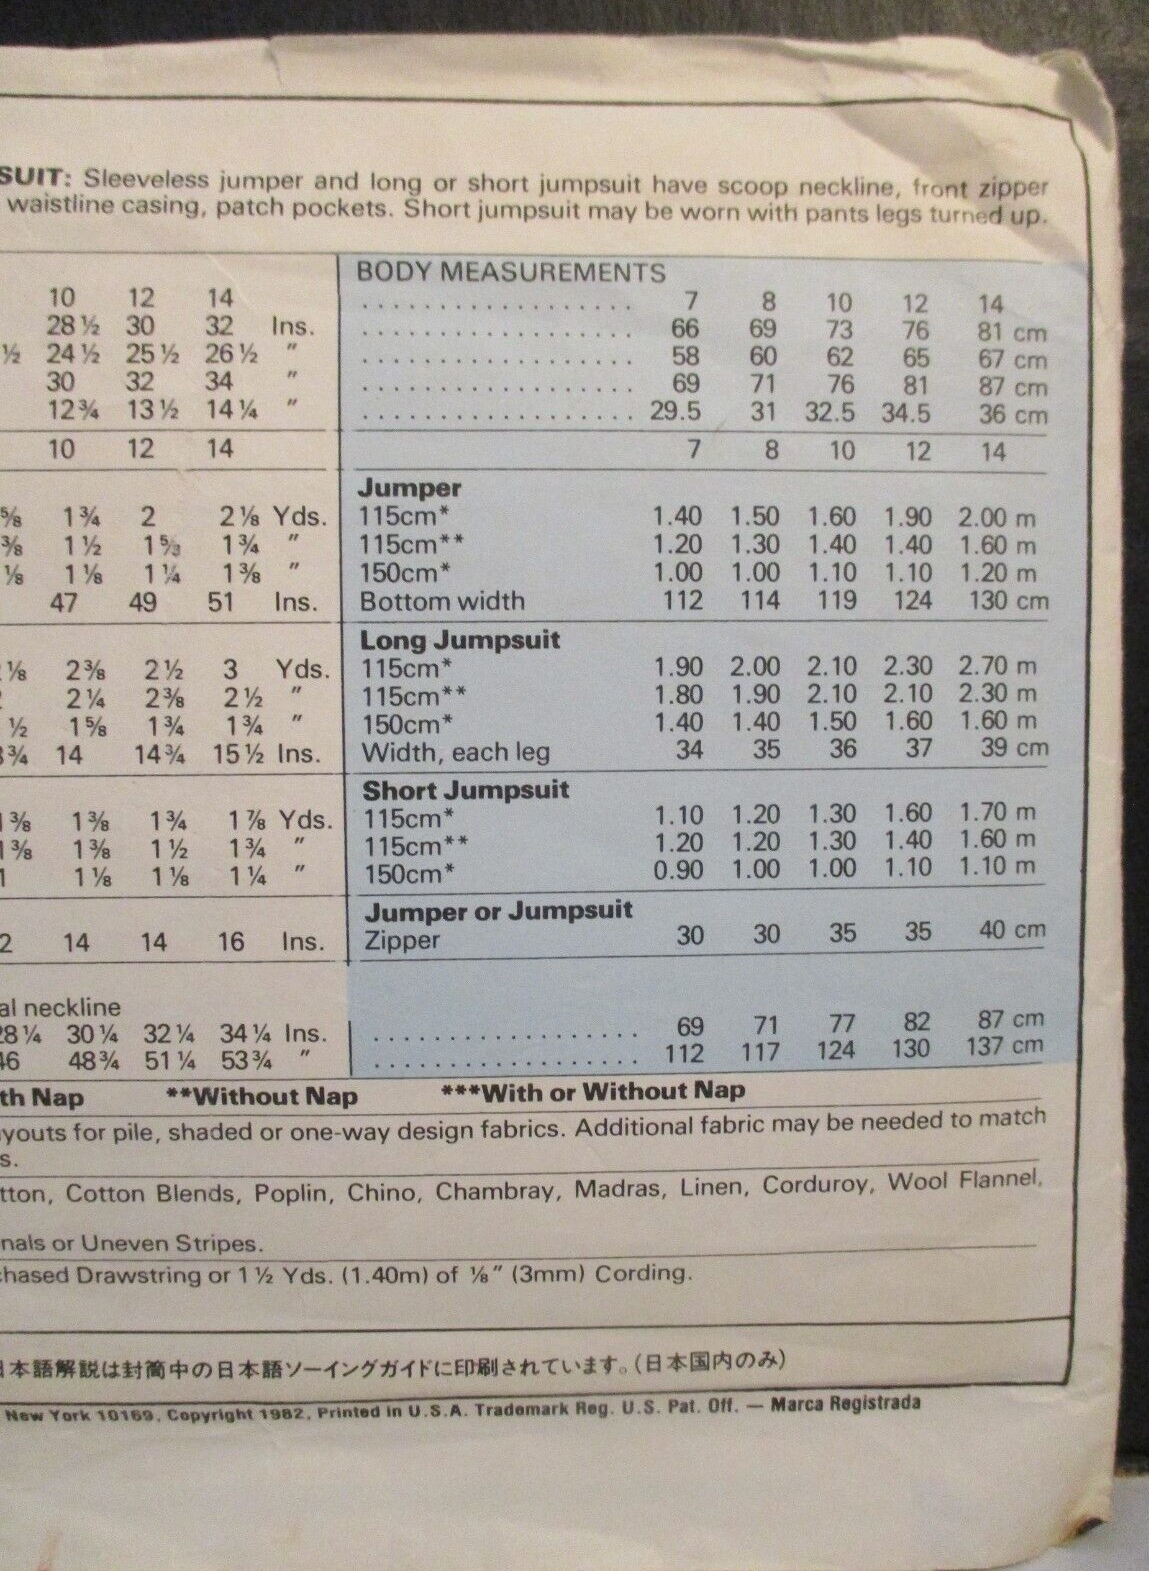 SUIT: Sleeveless jumper and long or short jumpsuit have scoop neckline, front zipper
waistline casing, patch pockets. Short jumpsuit may be worn with pants legs turned up.
10 12 14
28½ 30 32 Ins.
½ 24½ 25½ 26½ "
30 32 34 "
12¾ 13½ 14¼ "
10 12 14
⅝ 1¾ 2 2⅛ Yds.
⅜ 1½ 1⅝ 1¾ "
⅛ 1⅛ 1¼ 1⅜ "
47 49 51 Ins.
⅛ 2⅜ 2½ 3 Yds.
2¼ 2⅜ 2½ "
½ 1⅝ 1¾ 1¾ "
¾ 14 14¾ 15½ Ins.
1⅜ 1⅜ 1¾ 1⅞ Yds.
1⅜ 1⅜ 1½ 1¾ "
1 1⅛ 1⅛ 1¼ "
2 14 14 16 Ins.
al neckline
28¼ 30¼ 32¼ 34¼ Ins.
46 48¾ 51¼ 53¾ "
BODY MEASUREMENTS
.................. 7 8 10 12 14
.................. 66 69 73 76 81 cm
.................. 58 60 62 65 67 cm
.................. 69 71 76 81 87 cm
.................. 29.5 31 32.5 34.5 36 cm
7 8 10 12 14
Jumper
115cm* 1.40 1.50 1.60 1.90 2.00 m
115cm** 1.20 1.30 1.40 1.40 1.60 m
150cm* 1.00 1.00 1.10 1.10 1.20 m
Bottom width 112 114 119 124 130 cm
Long Jumpsuit
115cm* 1.90 2.00 2.10 2.30 2.70 m
115cm** 1.80 1.90 2.10 2.10 2.30 m
150cm* 1.40 1.40 1.50 1.60 1.60 m
Width, each leg 34 35 36 37 39 cm
Short Jumpsuit
115cm* 1.10 1.20 1.30 1.60 1.70 m
115cm** 1.20 1.20 1.30 1.40 1.60 m
150cm* 0.90 1.00 1.00 1.10 1.10 m
Jumper or Jumpsuit
Zipper 30 30 35 35 40 cm
.................. 69 71 77 82 87 cm
.................. 112 117 124 130 137 cm
th Nap **Without Nap ***With or Without Nap
youts for pile, shaded or one-way design fabrics. Additional fabric may be needed to match
s.
tton, Cotton Blends, Poplin, Chino, Chambray, Madras, Linen, Corduroy, Wool Flannel,
nals or Uneven Stripes.
chased Drawstring or 1½ Yds. (1.40m) of ⅛" (3mm) Cording.
日本語解説は封筒中の日本語ソーイングガイドに印刷されています。(日本国内のみ)
New York 10169, Copyright 1982, Printed in U.S.A. Trademark Reg. U.S. Pat. Off. — Marca Registrada